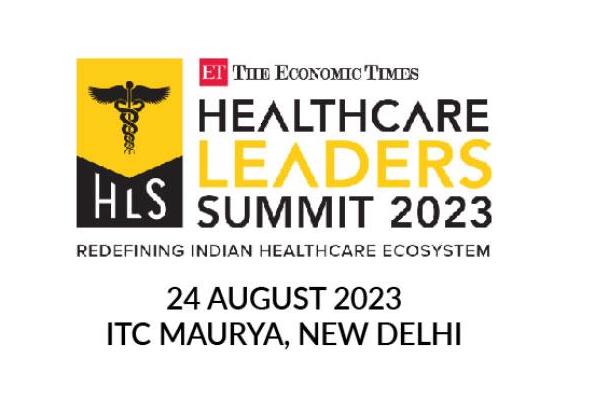 ET THE ECONOMIC TIMES
HEALTHCARE
LEADERS
HLS
SUMMIT 2023
REDEFINING INDIAN HEALTHCARE ECOSYSTEM
24 AUGUST 2023
ITC MAURYA, NEW DELHI